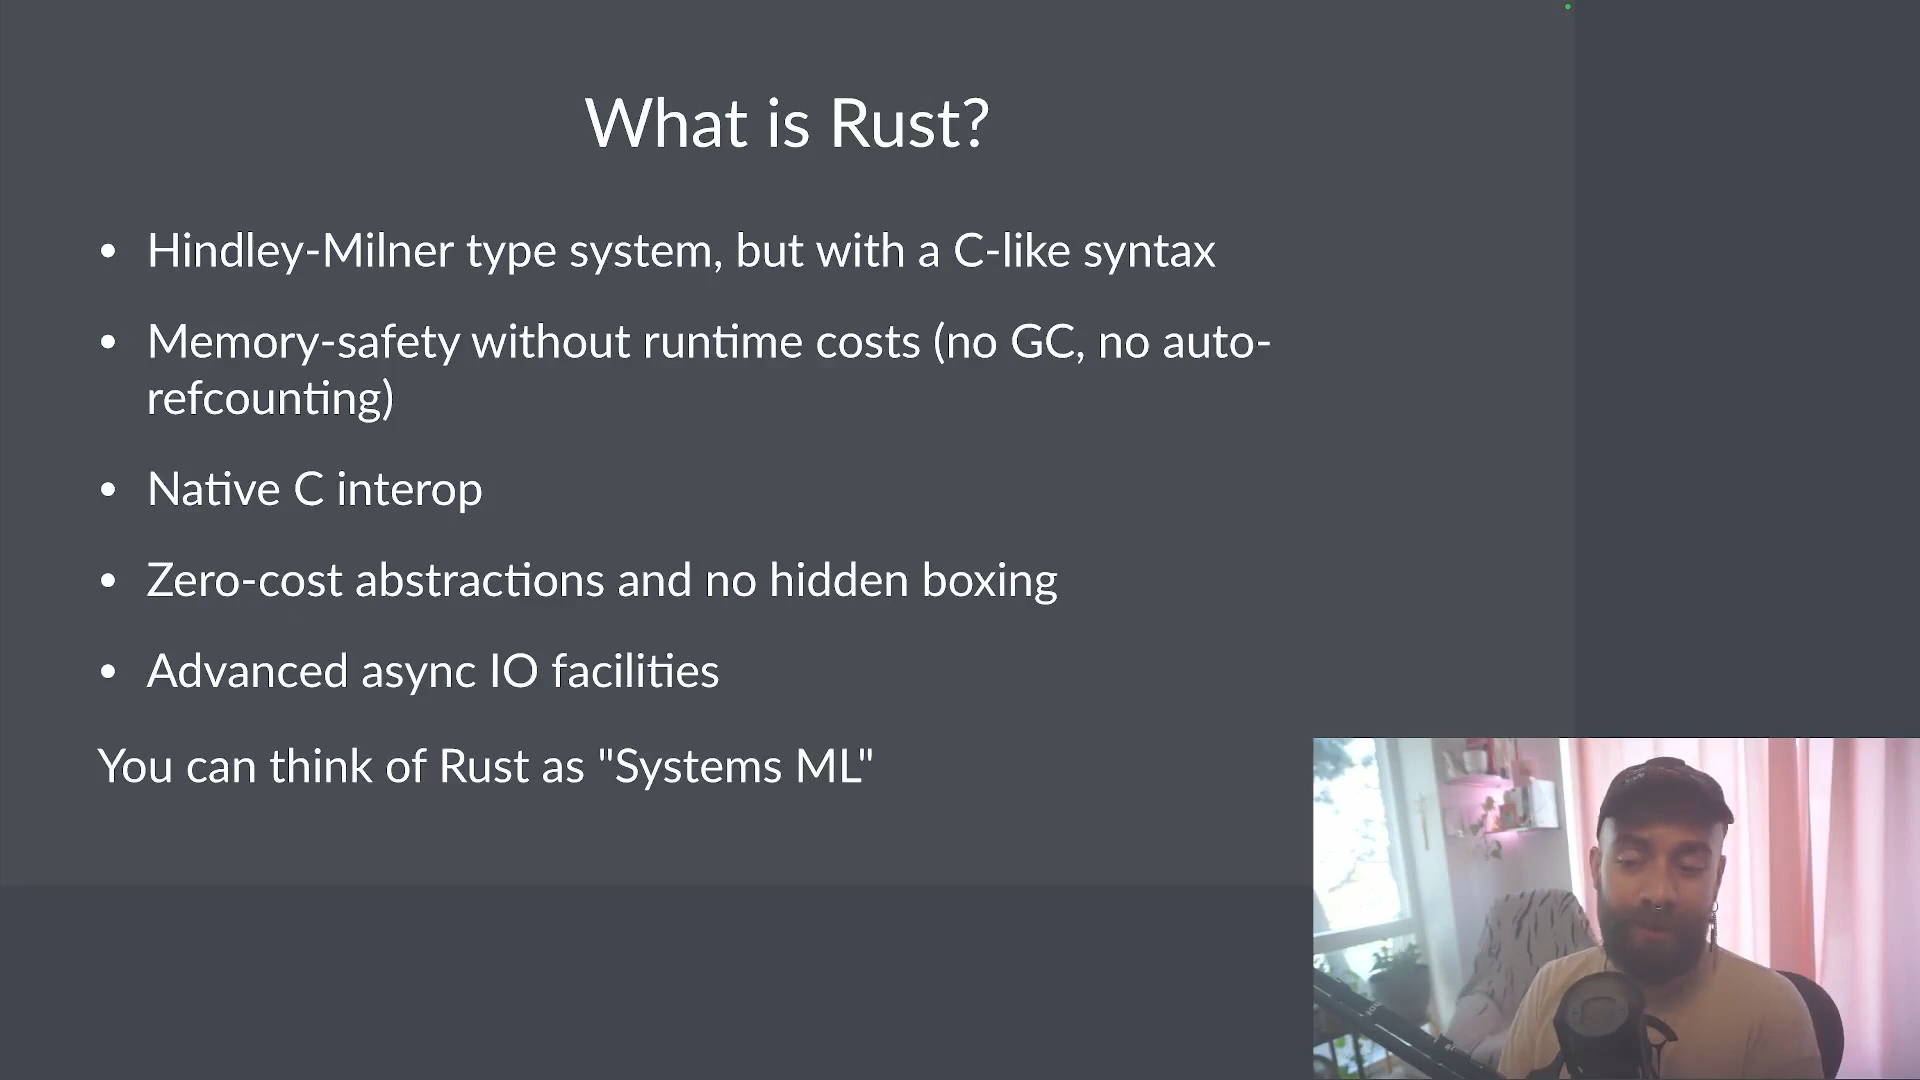 What is Rust?
• Hindley-Milner type system, but with a C-like syntax
• Memory-safety without runtime costs (no GC, no auto-
refcounting)
• Native C interop
• Zero-cost abstractions and no hidden boxing
• Advanced async IO facilities
You can think of Rust as "Systems ML"